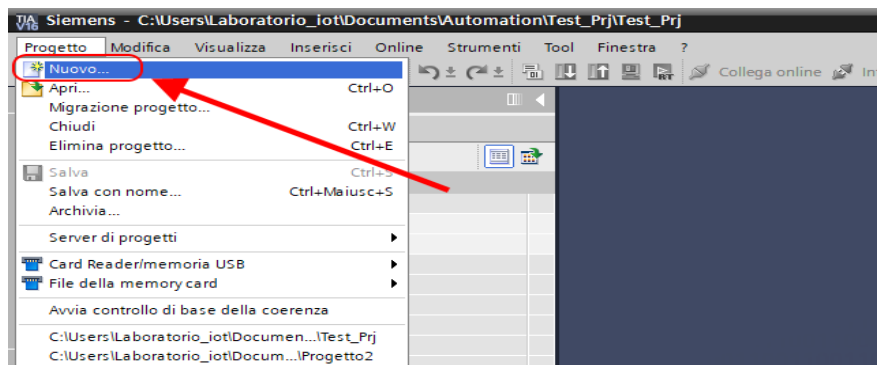 TIA V16 Siemens - C:\Users\Laboratorio_iot\Documents\Automation\Test_Prj\Test_Prj
Progetto Modifica Visualizza Inserisci Online Strumenti Tool Finestra ?
Nuovo...
Collega online
Apri... Ctrl+O
Migrazione progetto...
Chiudi Ctrl+W
Elimina progetto... Ctrl+E
Salva Ctrl+S
Salva con nome... Ctrl+Maiusc+S
Archivia...
Server di progetti
Card Reader/memoria USB
File della memory card
Avvia controllo di base della coerenza
C:\Users\Laboratorio_iot\Documen...\Test_Prj
C:\Users\Laboratorio_iot\Docum...\Progetto2